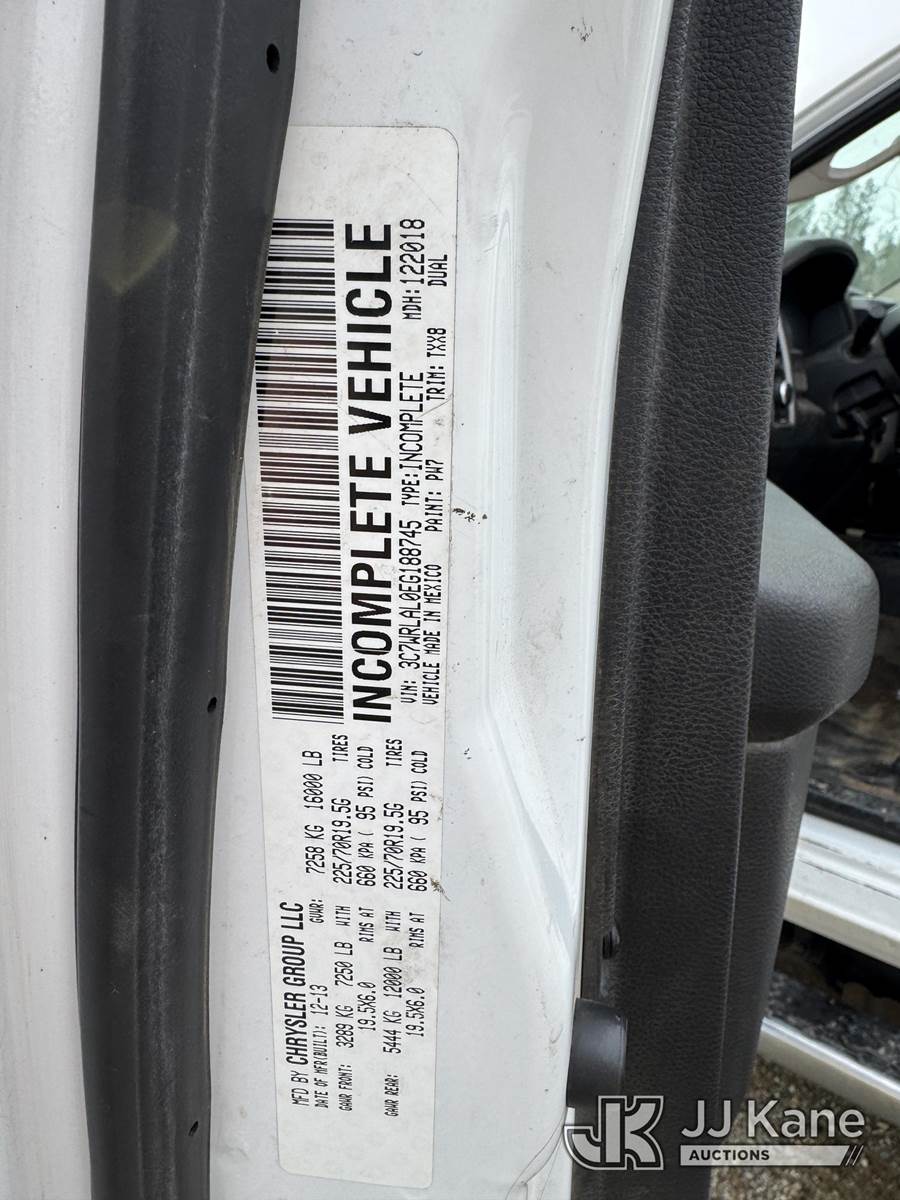 MFD BY CHRYSLER GROUP LLC
DATE OF MFR(BUILT): 12-13 GVWR: 7258 KG 16000 LB
GAWR FRONT: 3289 KG 7250 LB WITH 225/70R19.5G TIRES
19.5X6.0 RIMS AT 660 KPA ( 95 PSI) COLD
GAWR REAR: 5444 KG 12000 LB WITH 225/70R19.5G TIRES
19.5X6.0 RIMS AT 660 KPA ( 95 PSI) COLD
INCOMPLETE VEHICLE
VIN: 3C7WRLAL0EG188745 TYPE: INCOMPLETE MDH: 122018
VEHICLE MADE IN MEXICO PAINT: PW7 TRIM: TXX8 DUAL
JK JJ Kane
AUCTIONS